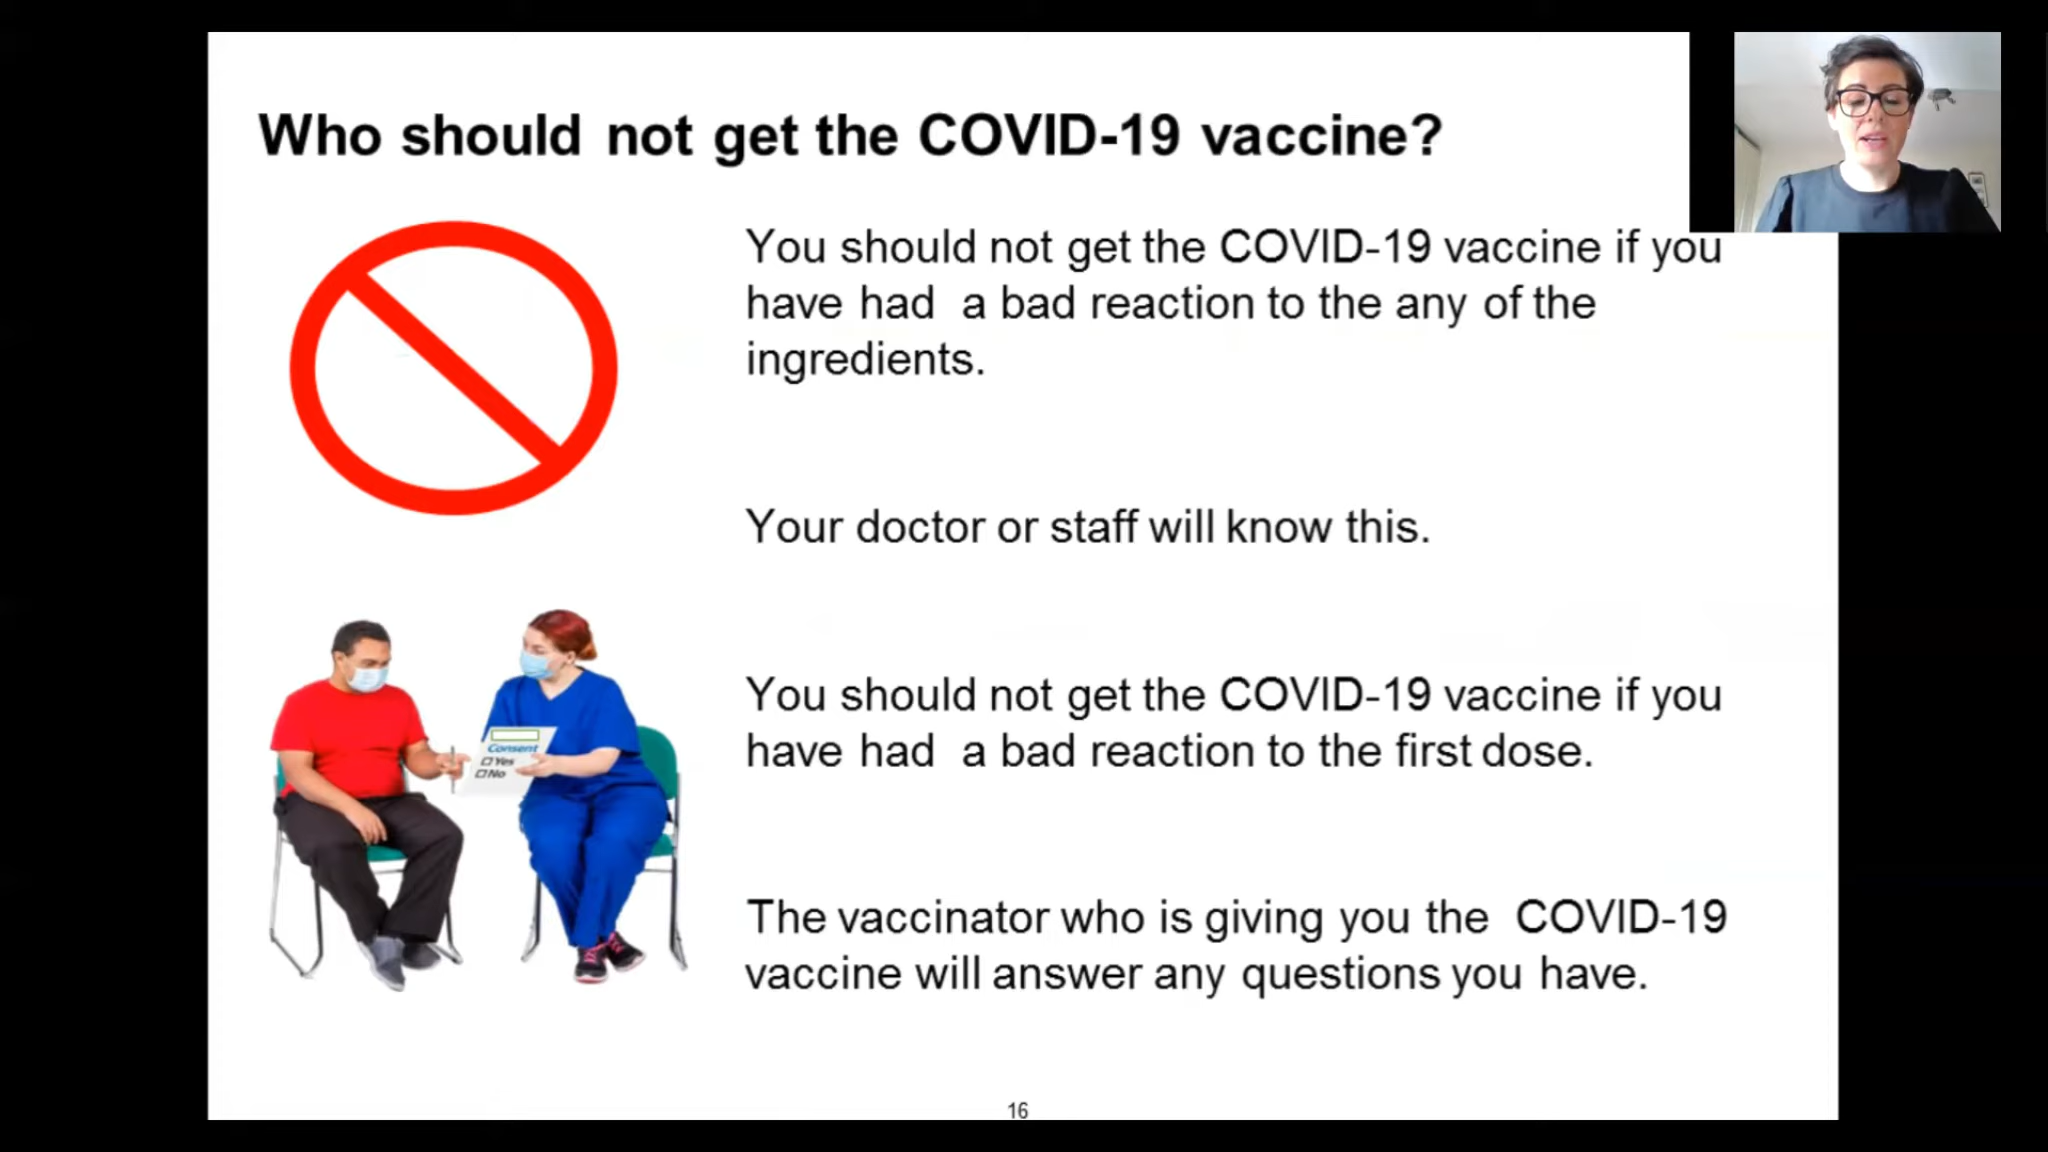 Who should not get the COVID-19 vaccine?
You should not get the COVID-19 vaccine if you
have had a bad reaction to the any of the
ingredients.
Your doctor or staff will know this.
Consent
Yes
No
You should not get the COVID-19 vaccine if you
have had a bad reaction to the first dose.
The vaccinator who is giving you the COVID-19
vaccine will answer any questions you have.
16